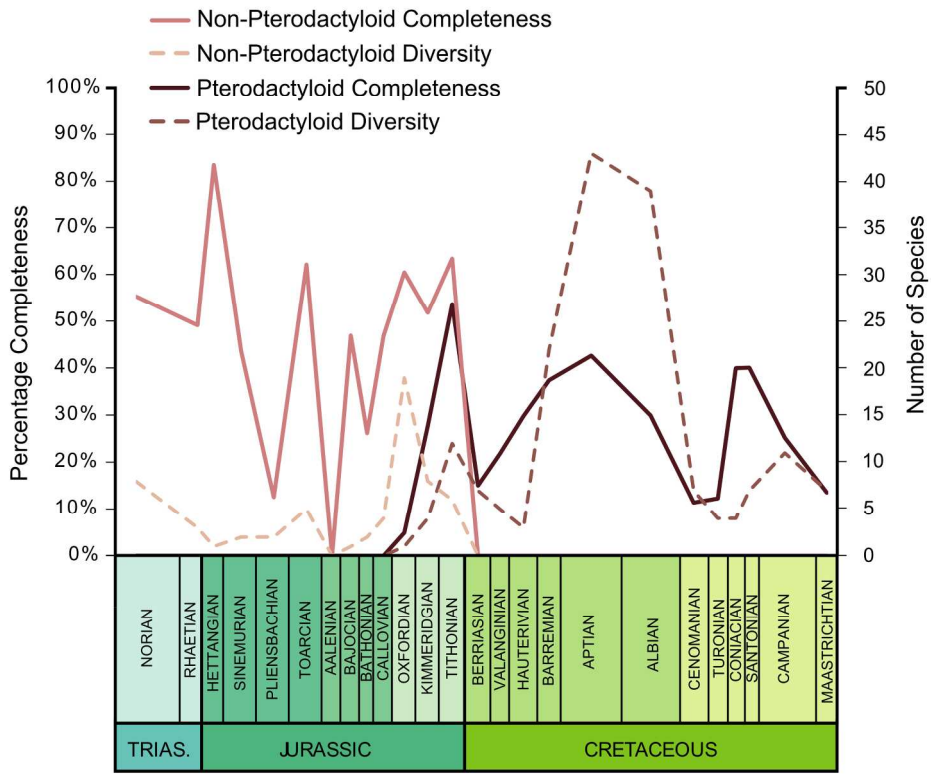 Non-Pterodactyloid Completeness
Non-Pterodactyloid Diversity
Pterodactyloid Completeness
Pterodactyloid Diversity
100%
90%
80%
70%
60%
50%
40%
30%
20%
10%
0%
Percentage Completeness
50
45
40
35
30
25
20
15
10
5
0
Number of Species
NORIAN
RHAETIAN
HETTANGIAN
SINEMURIAN
PLIENSBACHIAN
TOARCIAN
AALENIAN
BAJOCIAN
BATHONIAN
CALLOVIAN
OXFORDIAN
KIMMERIDGIAN
TITHONIAN
BERRIASIAN
VALANGINIAN
HAUTERIVIAN
BARREMIAN
APTIAN
ALBIAN
CENOMANIAN
TURONIAN
CONIACIAN
SANTONIAN
CAMPANIAN
MAASTRICHTIAN
TRIAS.
JURASSIC
CRETACEOUS